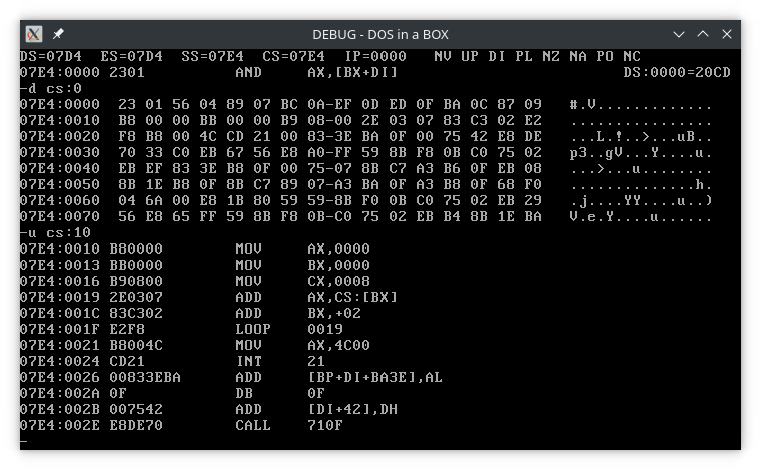 DEBUG - DOS in a BOX
DS=07D4  ES=07D4  SS=07E4  CS=07E4  IP=0000   NV UP DI PL NZ NA PO NC
07E4:0000 2301          AND     AX,[BX+DI]                         DS:0000=20CD
-d cs:0
07E4:0000  23 01 56 04 89 07 BC 0A-EF 0D ED 0F BA 0C 87 09   #.V.............
07E4:0010  B8 00 00 BB 00 00 B9 08-00 2E 03 07 83 C3 02 E2   ................
07E4:0020  F8 B8 00 4C CD 21 00 83-3E BA 0F 00 75 42 E8 DE   ...L.!..>...uB..
07E4:0030  70 33 C0 EB 67 56 E8 A0-FF 59 8B F8 0B C0 75 02   p3..gV...Y....u.
07E4:0040  EB EF 83 3E B8 0F 00 75-07 8B C7 A3 B6 0F EB 08   ...>...u........
07E4:0050  8B 1E B8 0F 8B C7 89 07-A3 BA 0F A3 B8 0F 68 F0   ..............h.
07E4:0060  04 6A 00 E8 1B 80 59 59-8B F0 0B C0 75 02 EB 29   .j....YY....u..)
07E4:0070  56 E8 65 FF 59 8B F8 0B-C0 75 02 EB B4 8B 1E BA   V.e.Y....u......
-u cs:10
07E4:0010 B80000        MOV     AX,0000
07E4:0013 BB0000        MOV     BX,0000
07E4:0016 B90800        MOV     CX,0008
07E4:0019 2E0307        ADD     AX,CS:[BX]
07E4:001C 83C302        ADD     BX,+02
07E4:001F E2F8          LOOP    0019
07E4:0021 B8004C        MOV     AX,4C00
07E4:0024 CD21          INT     21
07E4:0026 00833EBA      ADD     [BP+DI+BA3E],AL
07E4:002A 0F            DB      0F
07E4:002B 007542        ADD     [DI+42],DH
07E4:002E E8DE70        CALL    710F
-